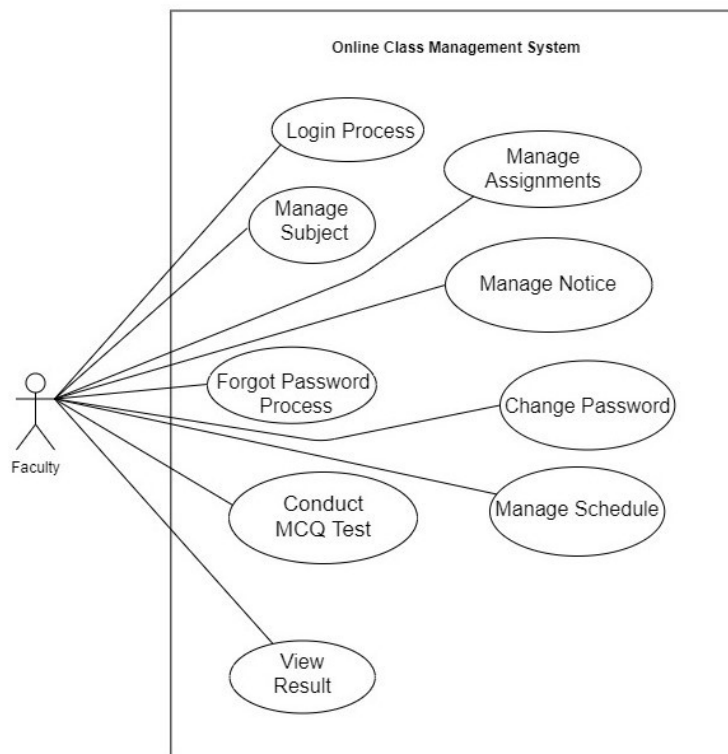 Online Class Management System
Login Process
Manage
Assignments
Manage
Subject
Manage Notice
Forgot Password
Process
Change Password
Faculty
Conduct
MCQ Test
Manage Schedule
View
Result